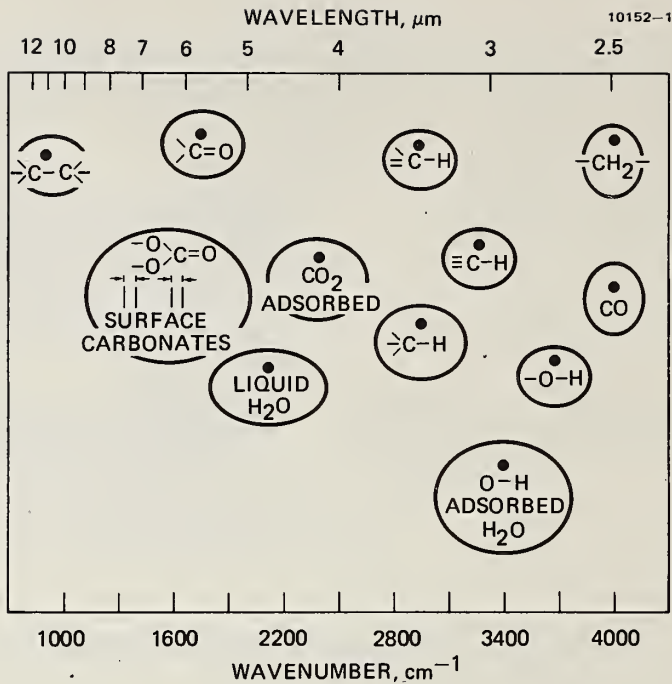 WAVELENGTH, μm
10152-1
12 10 8 7 6 5 4 3 2.5
C-C
C=O
=C-H
-CH2-
-O
-O C=O
SURFACE
CARBONATES
CO2
ADSORBED
≡C-H
C-H
CO
LIQUID
H2O
-O-H
O-H
ADSORBED
H2O
1000 1600 2200 2800 3400 4000
WAVENUMBER, cm⁻¹